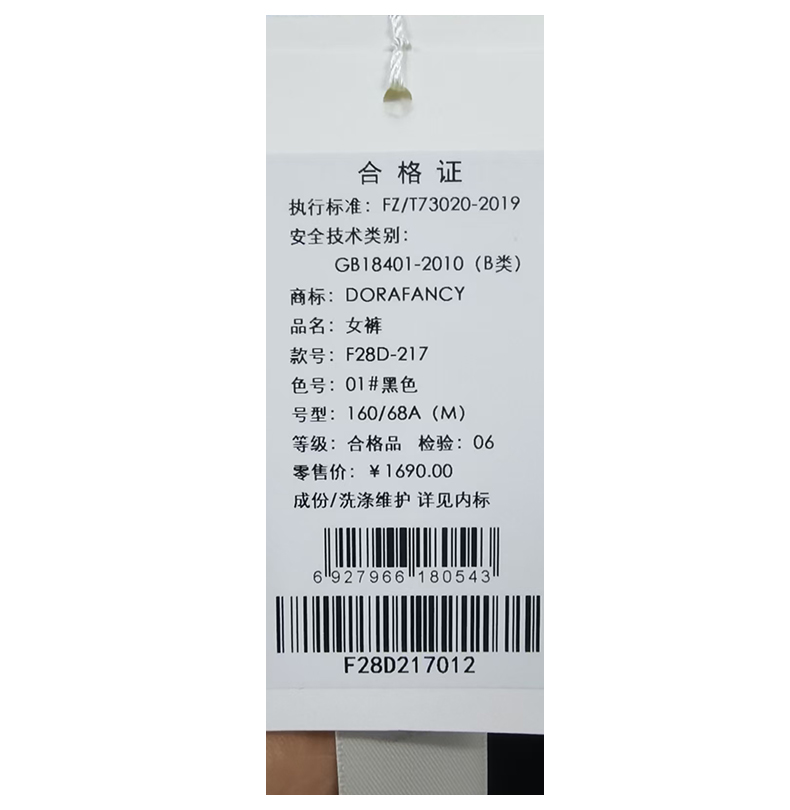 合格证
执行标准：FZ/T73020-2019
安全技术类别：
GB18401-2010（B类）
商标：DORAFANCY
品名：女裤
款号：F28D-217
色号：01#黑色
号型：160/68A（M）
等级：合格品 检验：06
零售价：￥1690.00
成份/洗涤维护 详见内标
6 927966 180543
F28D217012